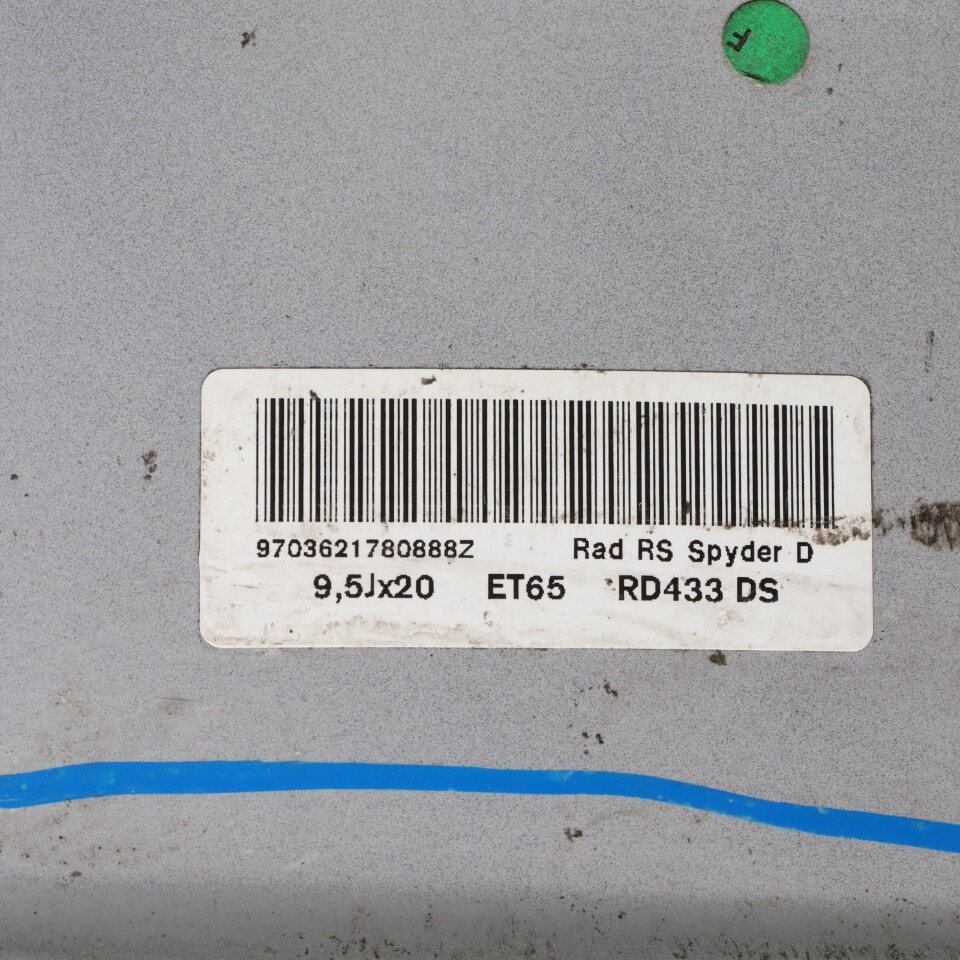 F
9703621780888Z Rad RS Spyder D
9,5Jx20 ET65 RD433 DS